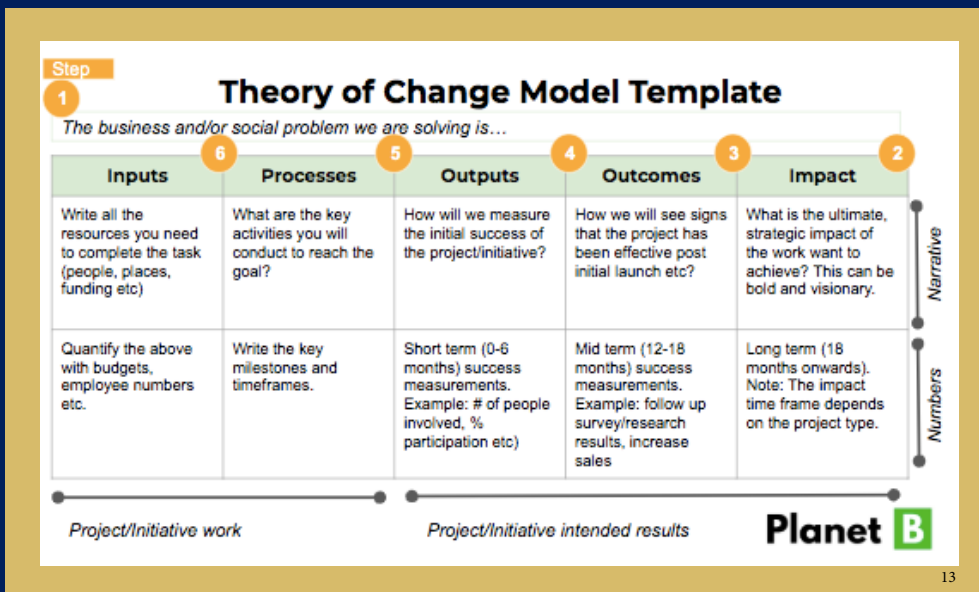 Step
1
Theory of Change Model Template
The business and/or social problem we are solving is…
6
5
4
3
2
Inputs
Processes
Outputs
Outcomes
Impact
Write all the
resources you need
to complete the task
(people, places,
funding etc)
What are the key
activities you will
conduct to reach the
goal?
How will we measure
the initial success of
the project/initiative?
How we will see signs
that the project has
been effective post
initial launch etc?
What is the ultimate,
strategic impact of
the work want to
achieve? This can be
bold and visionary.
Narrative
Quantify the above
with budgets,
employee numbers
etc.
Write the key
milestones and
timeframes.
Short term (0-6
months) success
measurements.
Example: # of people
involved, %
participation etc)
Mid term (12-18
months) success
measurements.
Example: follow up
survey/research
results, increase
sales
Long term (18
months onwards).
Note: The impact
time frame depends
on the project type.
Numbers
Project/Initiative work
Project/Initiative intended results
Planet B
13